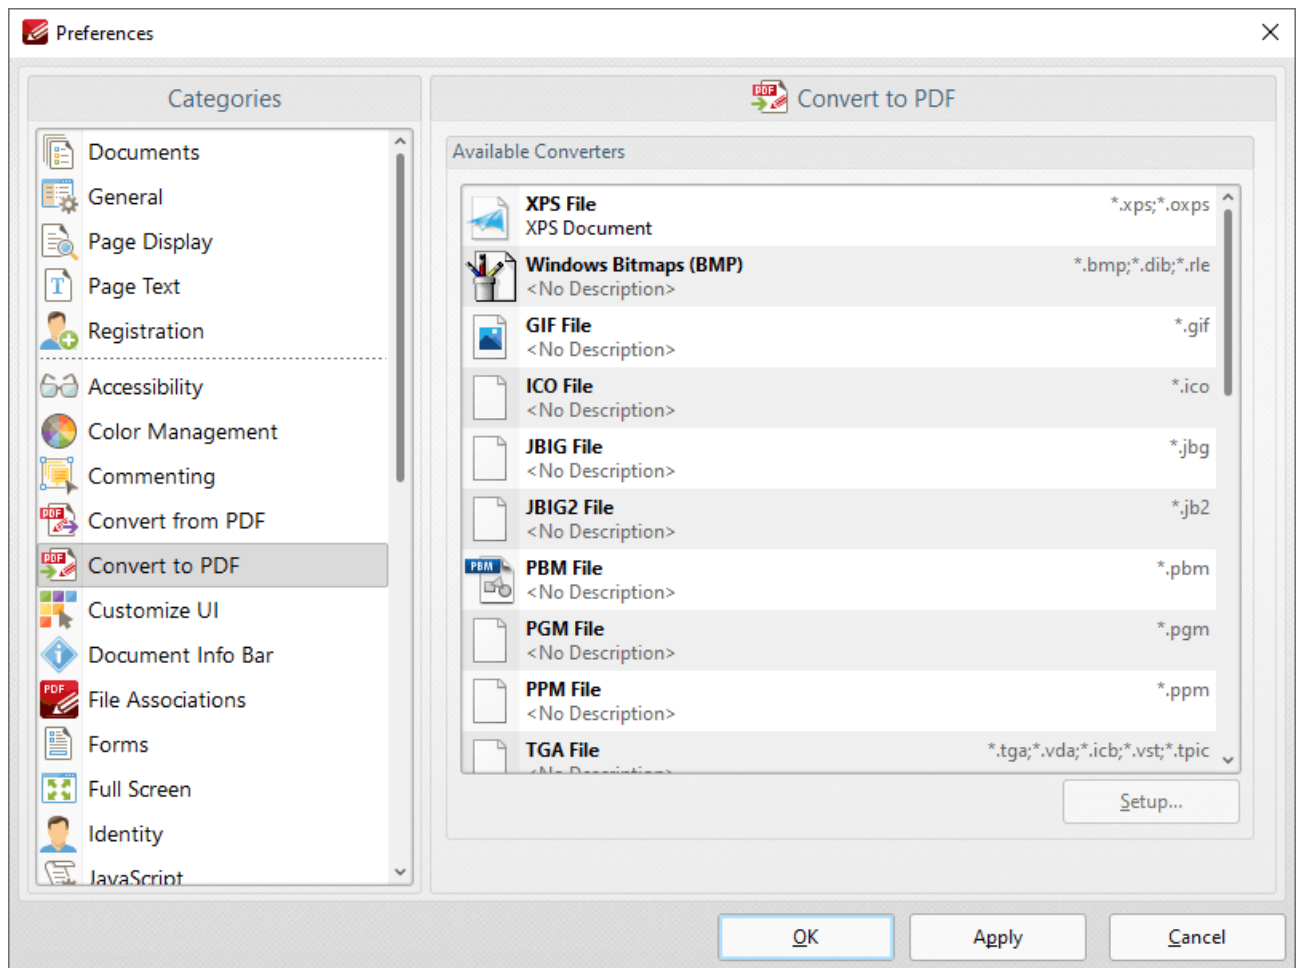 Preferences
Categories
Documents
General
Page Display
Page Text
Registration
Accessibility
Color Management
Commenting
Convert from PDF
Convert to PDF
Customize UI
Document Info Bar
File Associations
Forms
Full Screen
Identity
JavaScript
Convert to PDF
Available Converters
XPS File *.xps;*.oxps
XPS Document
Windows Bitmaps (BMP) *.bmp;*.dib;*.rle
<No Description>
GIF File *.gif
<No Description>
ICO File *.ico
<No Description>
JBIG File *.jbg
<No Description>
JBIG2 File *.jb2
<No Description>
PBM File *.pbm
<No Description>
PGM File *.pgm
<No Description>
PPM File *.ppm
<No Description>
TGA File *.tga;*.vda;*.icb;*.vst;*.tpic
<No Description>
Setup...
OK Apply Cancel